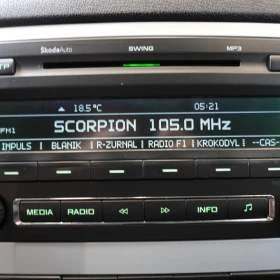 ŠkodaAuto SWING MP3
TP
18.5°C 05:21
FM1 SCORPION 105.0 MHz
IMPULS BLANIK R-ZURNAL RADIO F1 KROKODYL --CAS-
MEDIA RADIO INFO